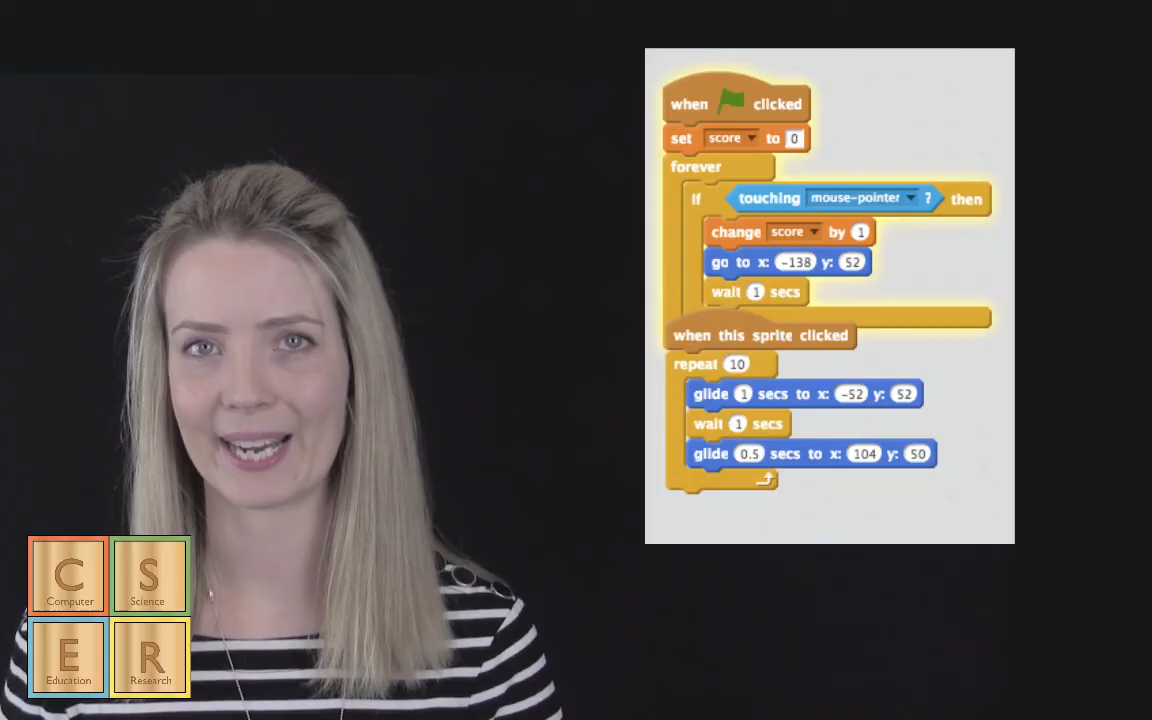 when clicked
set score to 0
forever
if touching mouse-pointer ? then
change score by 1
go to x: -138 y: 52
wait 1 secs
when this sprite clicked
repeat 10
glide 1 secs to x: -52 y: 52
wait 1 secs
glide 0.5 secs to x: 104 y: 50
C S
Computer Science
E R
Education Research